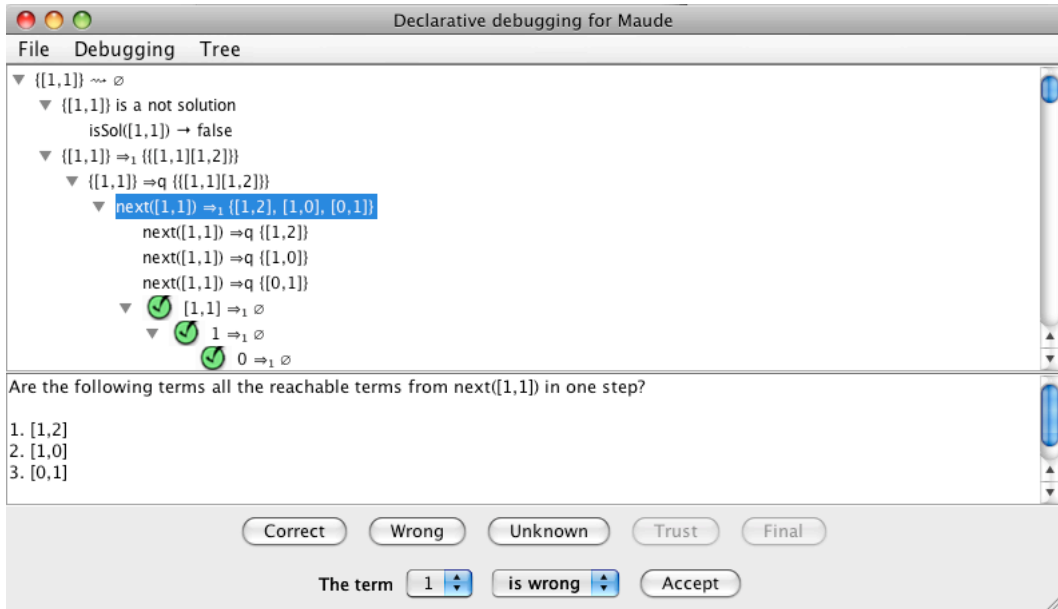 Declarative debugging for Maude
File Debugging Tree
▼ {[1,1]} ⇝ ∅
▼ {[1,1]} is a not solution
isSol([1,1]) → false
▼ {[1,1]} ⇒₁ {{[1,1][1,2]}}
▼ {[1,1]} ⇒q {{[1,1][1,2]}}
▼ next([1,1]) ⇒₁ {[1,2], [1,0], [0,1]}
next([1,1]) ⇒q {[1,2]}
next([1,1]) ⇒q {[1,0]}
next([1,1]) ⇒q {[0,1]}
▼ [1,1] ⇒₁ ∅
▼ 1 ⇒₁ ∅
0 ⇒₁ ∅
Are the following terms all the reachable terms from next([1,1]) in one step?
1. [1,2]
2. [1,0]
3. [0,1]
Correct Wrong Unknown Trust Final
The term 1 is wrong Accept